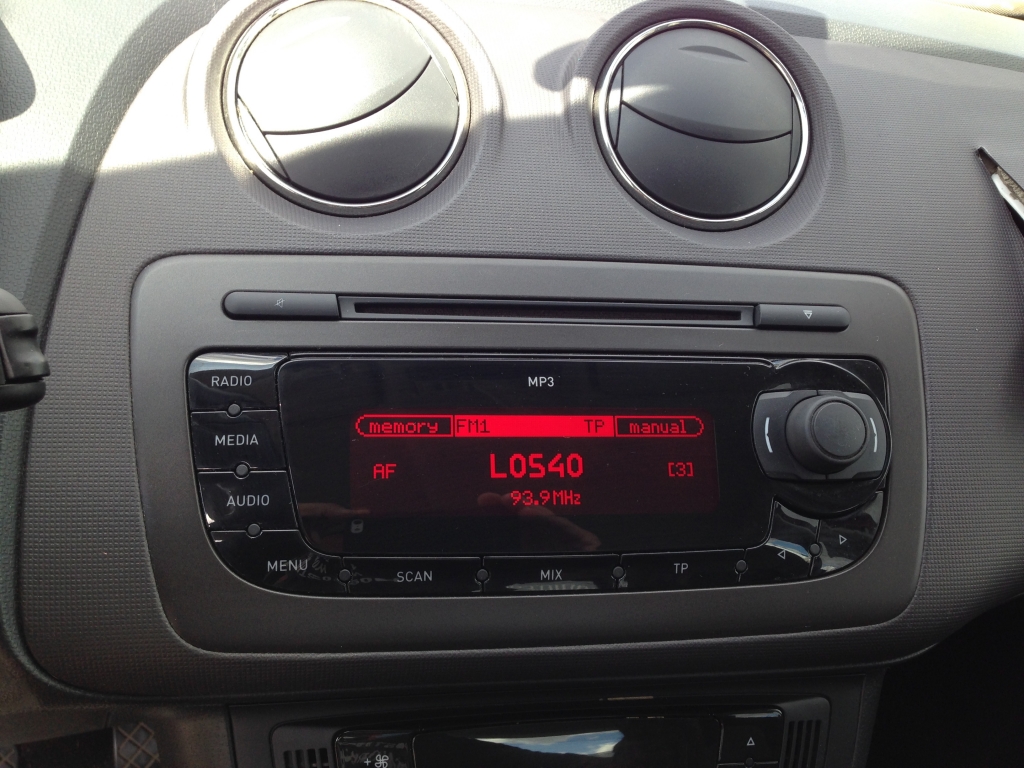 RADIO
MP3
MEDIA
memory FM1 TP manual
AF LOS40 [3]
93.9MHz
AUDIO
MENU SCAN MIX TP